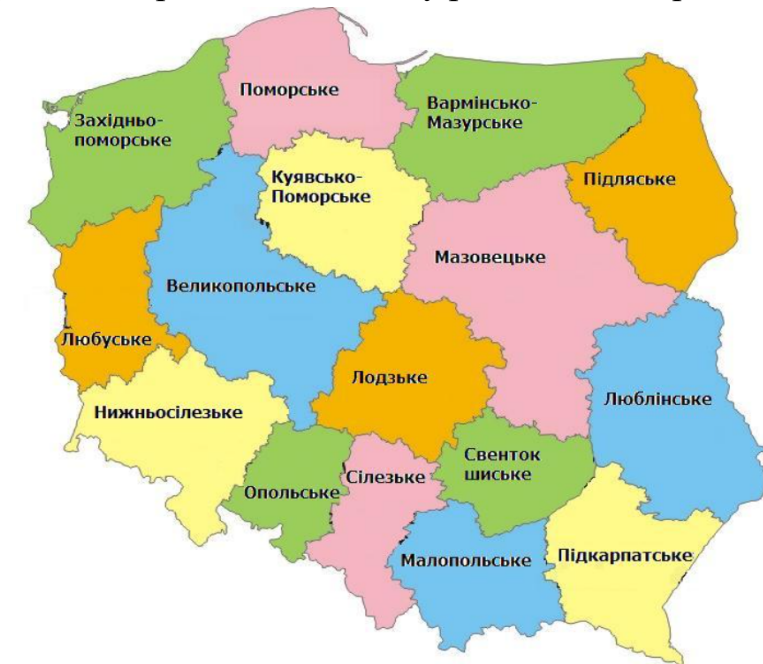 Поморське
Західньо-
поморське
Вармінсько-
Мазурське
Куявсько-
Поморське
Підляське
Мазовецьке
Великопольське
Любуське
Лодзьке
Нижньосілезьке
Люблінське
Свенток
шиське
Сілезьке
Опольське
Малопольське
Підкарпатське